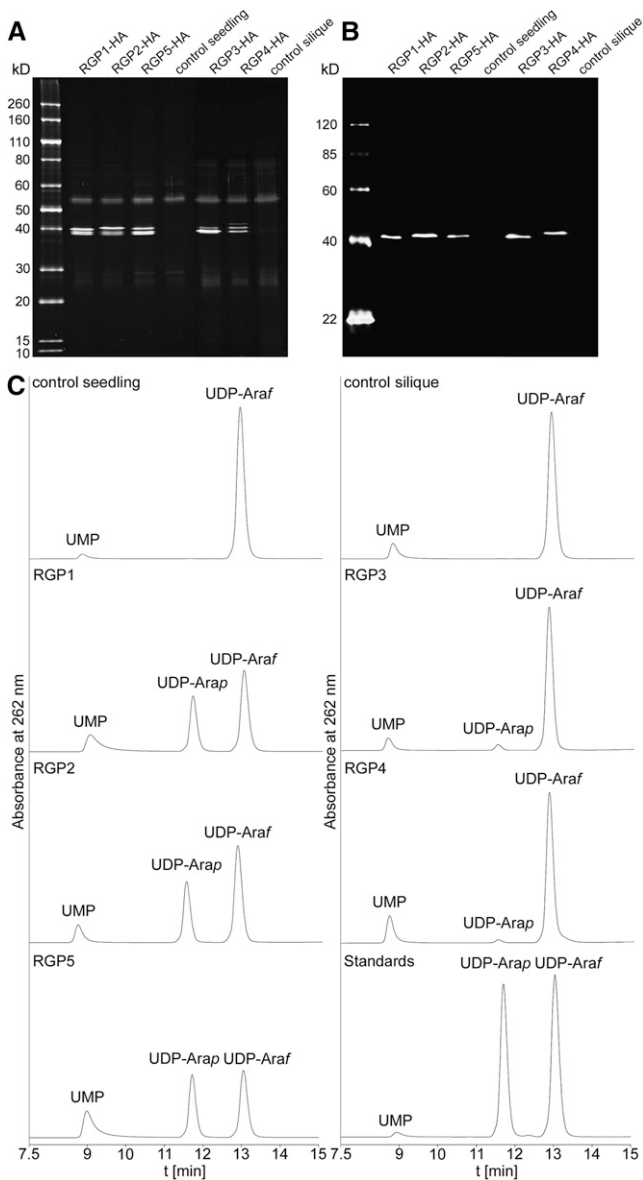 A
kD
RGP1-HA
RGP2-HA
RGP5-HA
control seedling
RGP3-HA
RGP4-HA
control silique
260
160
110
80
60
50
40
30
20
15
10
B
kD
RGP1-HA
RGP2-HA
RGP5-HA
control seedling
RGP3-HA
RGP4-HA
control silique
120
85
60
40
22
C
control seedling
UDP-Araf
UMP
RGP1
UDP-Araf
UDP-Arap
UMP
RGP2
UDP-Araf
UDP-Arap
UMP
RGP5
UDP-Arap UDP-Araf
UMP
Absorbance at 262 nm
7.5 9 10 11 12 13 15
t [min]
control silique
UDP-Araf
UMP
RGP3
UDP-Araf
UMP
UDP-Arap
RGP4
UDP-Araf
UMP
UDP-Arap
Standards
UDP-Arap UDP-Araf
UMP
Absorbance at 262 nm
7.5 9 10 11 12 13 15
t [min]